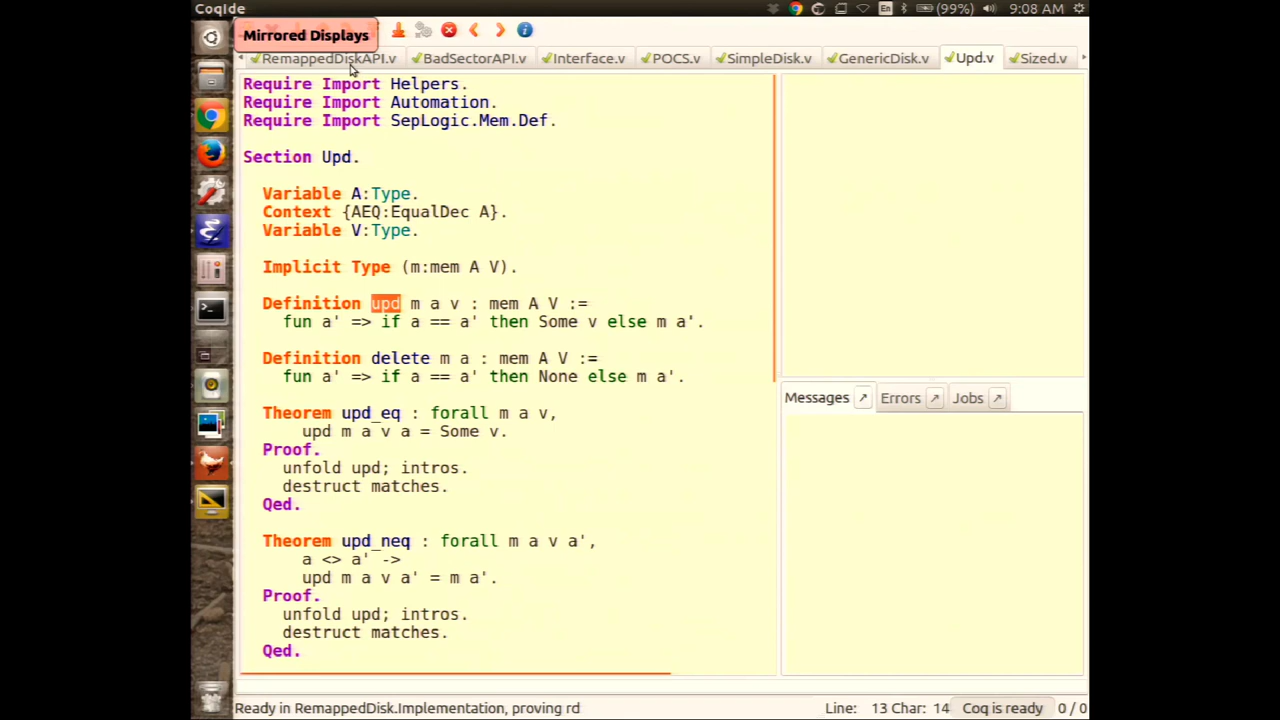 CoqIde
En
(99%)
9:08 AM
Mirrored Displays
RemappedDiskAPI.v
BadSectorAPI.v
Interface.v
POCS.v
SimpleDisk.v
GenericDisk.v
Upd.v
Sized.v
Require Import Helpers.
Require Import Automation.
Require Import SepLogic.Mem.Def.
Section Upd.
Variable A:Type.
Context {AEQ:EqualDec A}.
Variable V:Type.
Implicit Type (m:mem A V).
Definition upd m a v : mem A V :=
fun a' => if a == a' then Some v else m a'.
Definition delete m a : mem A V :=
fun a' => if a == a' then None else m a'.
Theorem upd_eq : forall m a v,
upd m a v a = Some v.
Proof.
unfold upd; intros.
destruct matches.
Qed.
Theorem upd_neq : forall m a v a',
a <> a' ->
upd m a v a' = m a'.
Proof.
unfold upd; intros.
destruct matches.
Qed.
Messages
Errors
Jobs
Ready in RemappedDisk.Implementation, proving rd
Line: 13 Char: 14
Coq is ready
0 / 0